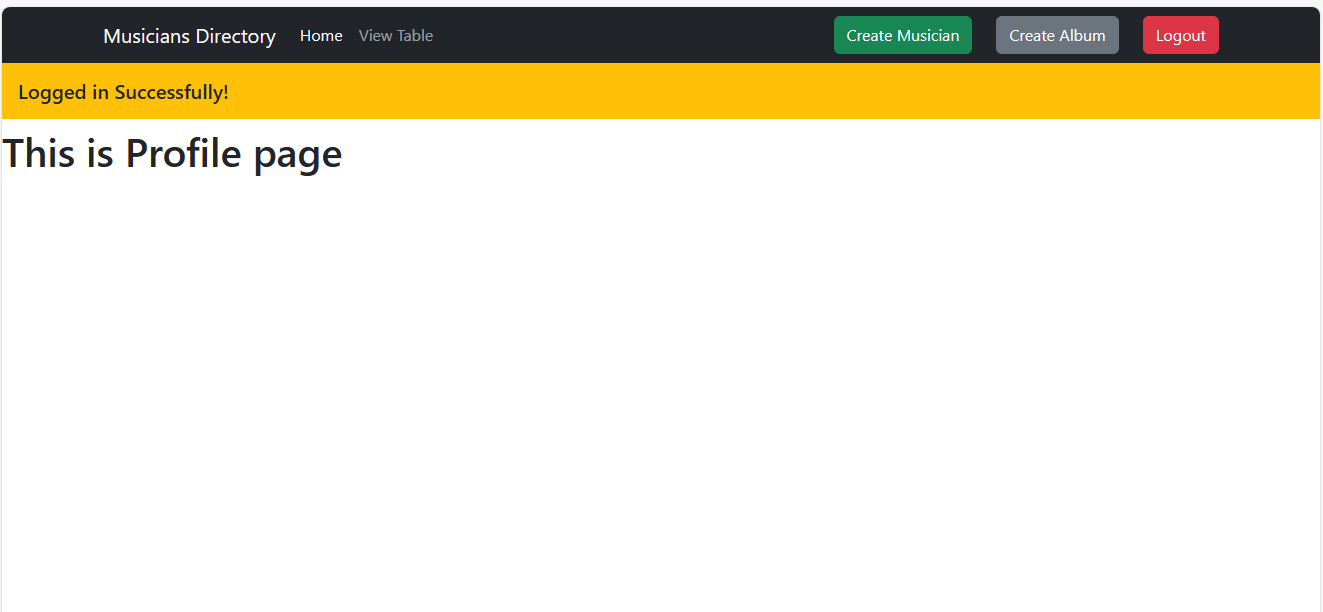 Musicians Directory Home View Table Create Musician Create Album Logout
Logged in Successfully!
This is Profile page